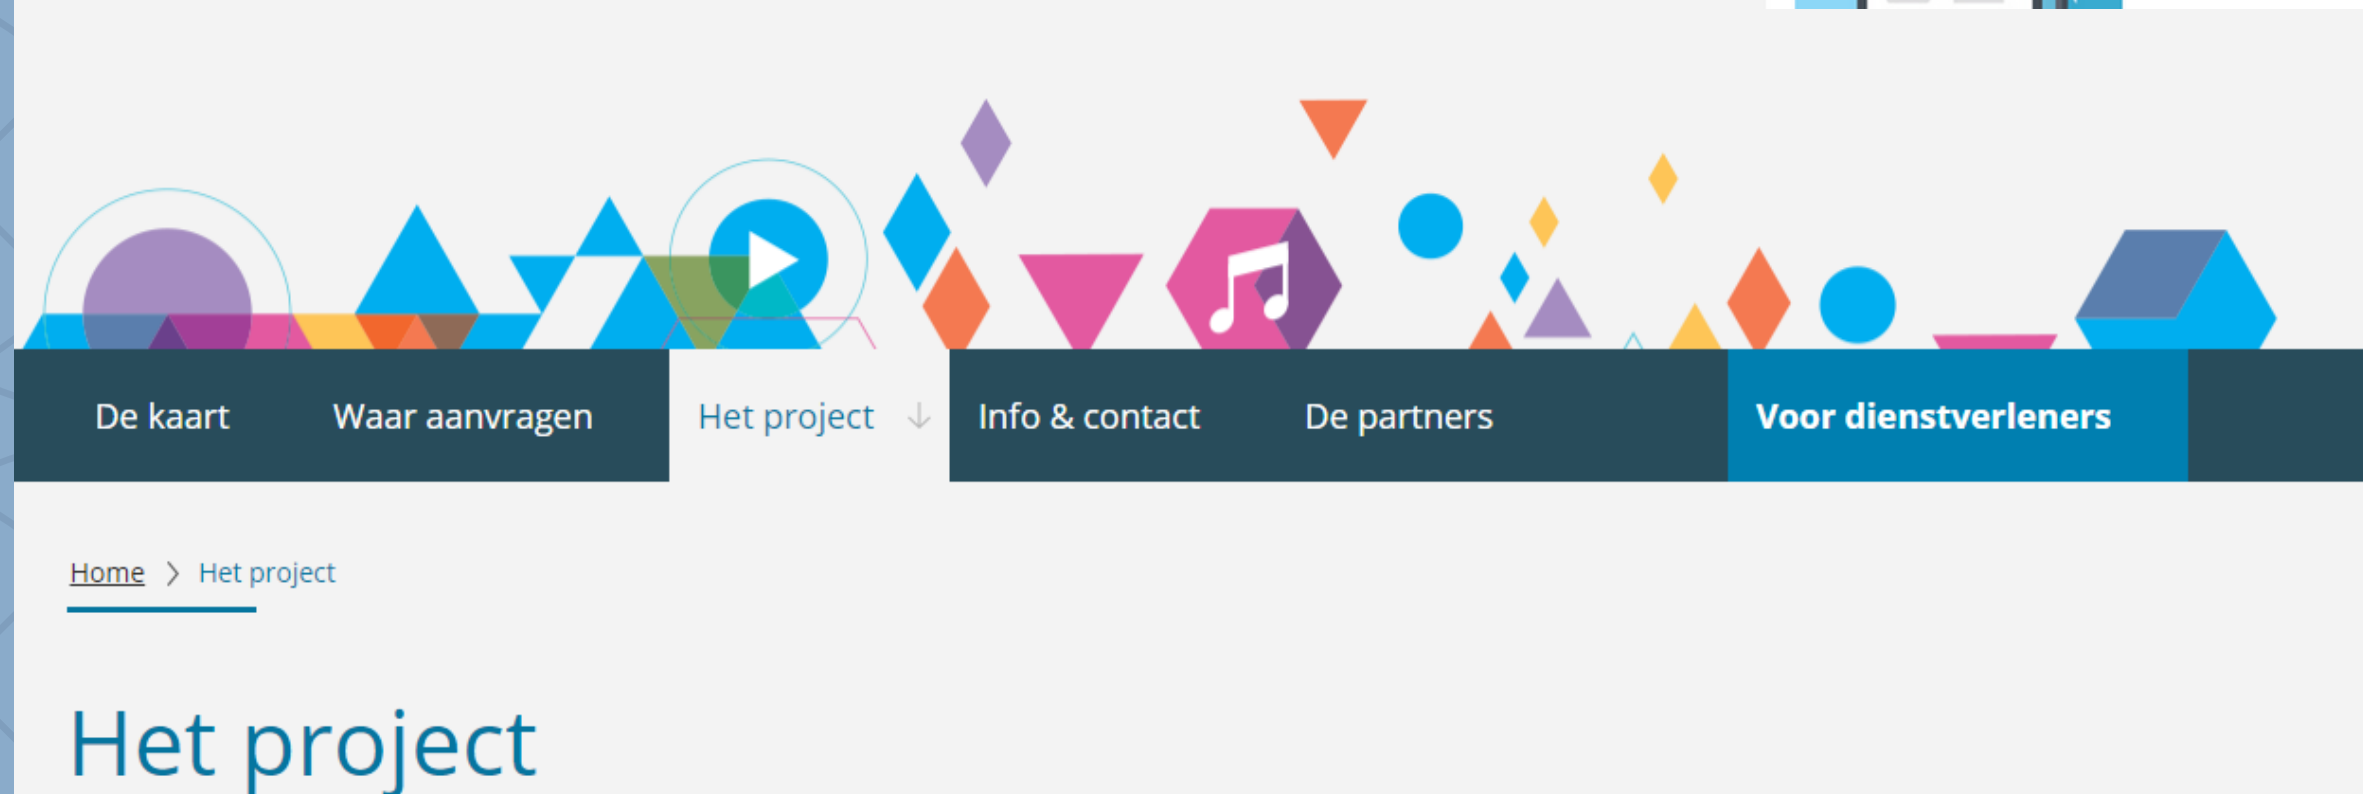 De kaart Waar aanvragen Het project ↓ Info & contact De partners Voor dienstverleners
Home > Het project
Het project